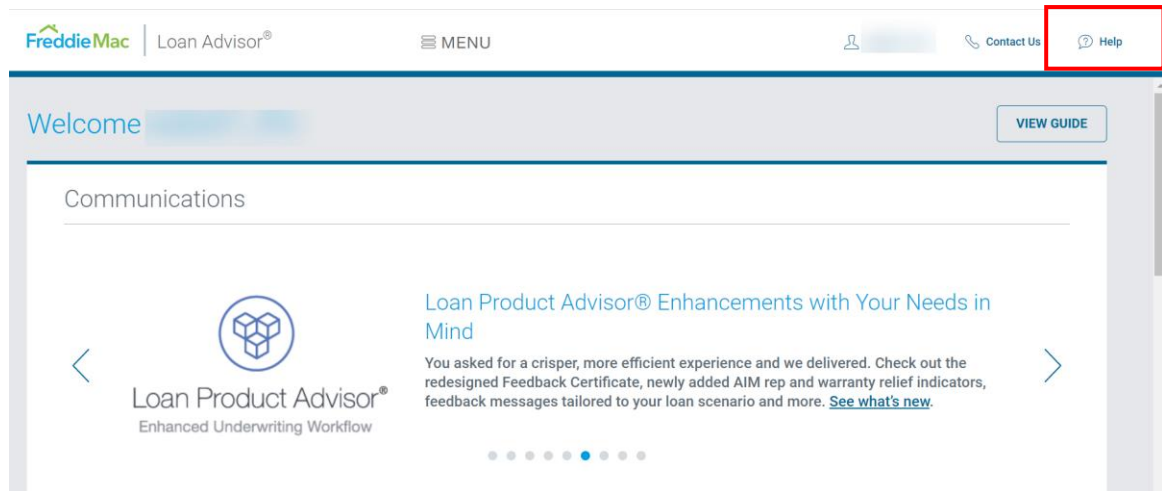 FreddieMac Loan Advisor® MENU Contact Us Help
Welcome
VIEW GUIDE
Communications
Loan Product Advisor®
Enhanced Underwriting Workflow
Loan Product Advisor® Enhancements with Your Needs in
Mind
You asked for a crisper, more efficient experience and we delivered. Check out the
redesigned Feedback Certificate, newly added AIM rep and warranty relief indicators,
feedback messages tailored to your loan scenario and more. See what's new.